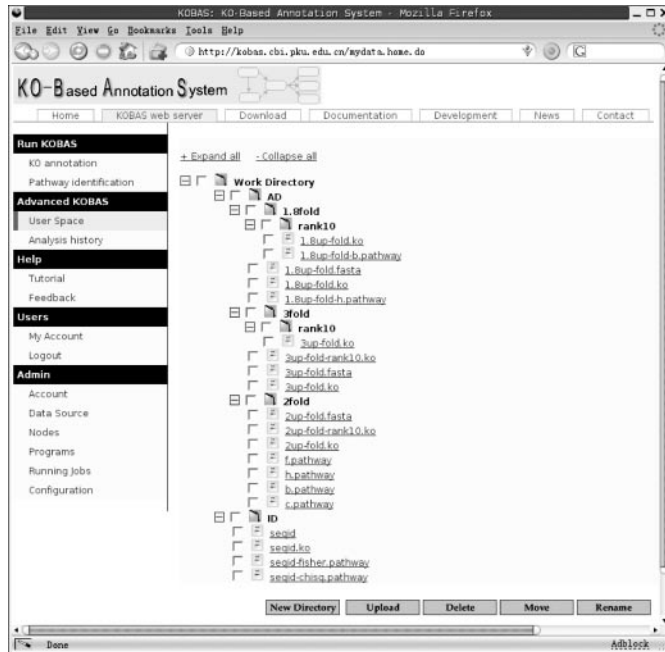 KOBAS: KO-Based Annotation System - Mozilla Firefox
File Edit View Go Bookmarks Tools Help
http://kobas.cbi.pku.edu.cn/mydata.home.do
KO-Based Annotation System
Home KOBAS web server Download Documentation Development News Contact
Run KOBAS
KO annotation
Pathway identification
Advanced KOBAS
User Space
Analysis history
Help
Tutorial
Feedback
Users
My Account
Logout
Admin
Account
Data Source
Nodes
Programs
Running Jobs
Configuration
+ Expand all - Collapse all
Work Directory
AD
1.8fold
rank10
1.8up-fold.ko
1.8up-fold-b.pathway
1.8up-fold.fasta
1.8up-fold.ko
1.8up-fold-h.pathway
3fold
rank10
3up-fold.ko
3up-fold-rank10.ko
3up-fold.fasta
3up-fold.ko
2fold
2up-fold.fasta
2up-fold-rank10.ko
2up-fold.ko
f.pathway
h.pathway
b.pathway
c.pathway
ID
seqid
seqid.ko
seqid-fisher.pathway
seqid-chisq.pathway
New Directory Upload Delete Move Rename
Done Adblock